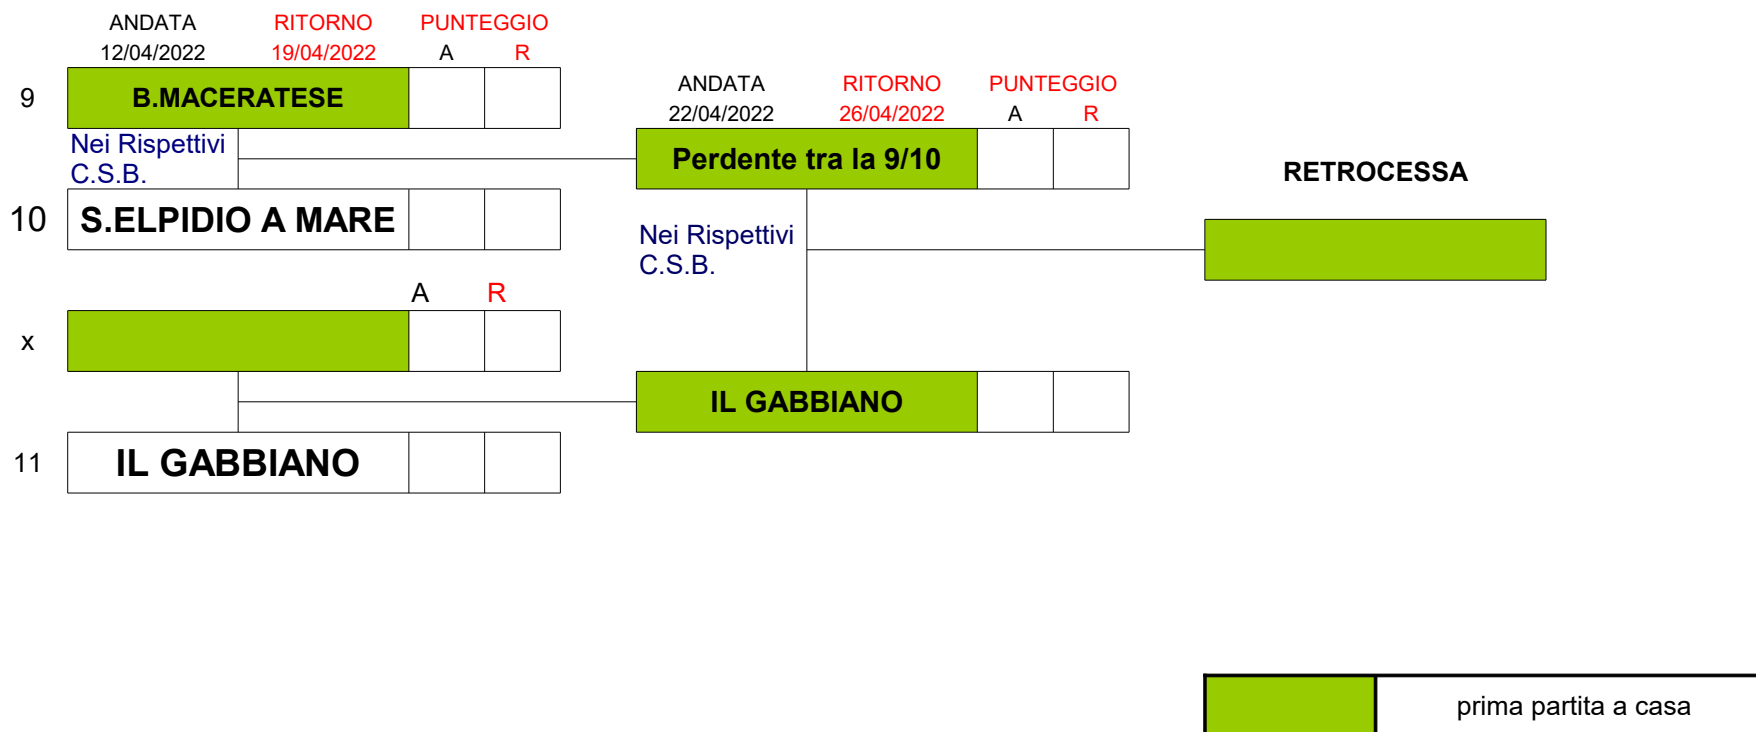 ANDATA RITORNO PUNTEGGIO
12/04/2022 19/04/2022 A R
9 B.MACERATESE
ANDATA RITORNO PUNTEGGIO
22/04/2022 26/04/2022 A R
Nei Rispettivi
C.S.B.
Perdente tra la 9/10
RETROCESSA
10 S.ELPIDIO A MARE
Nei Rispettivi
C.S.B.
A R
x
IL GABBIANO
11 IL GABBIANO
prima partita a casa